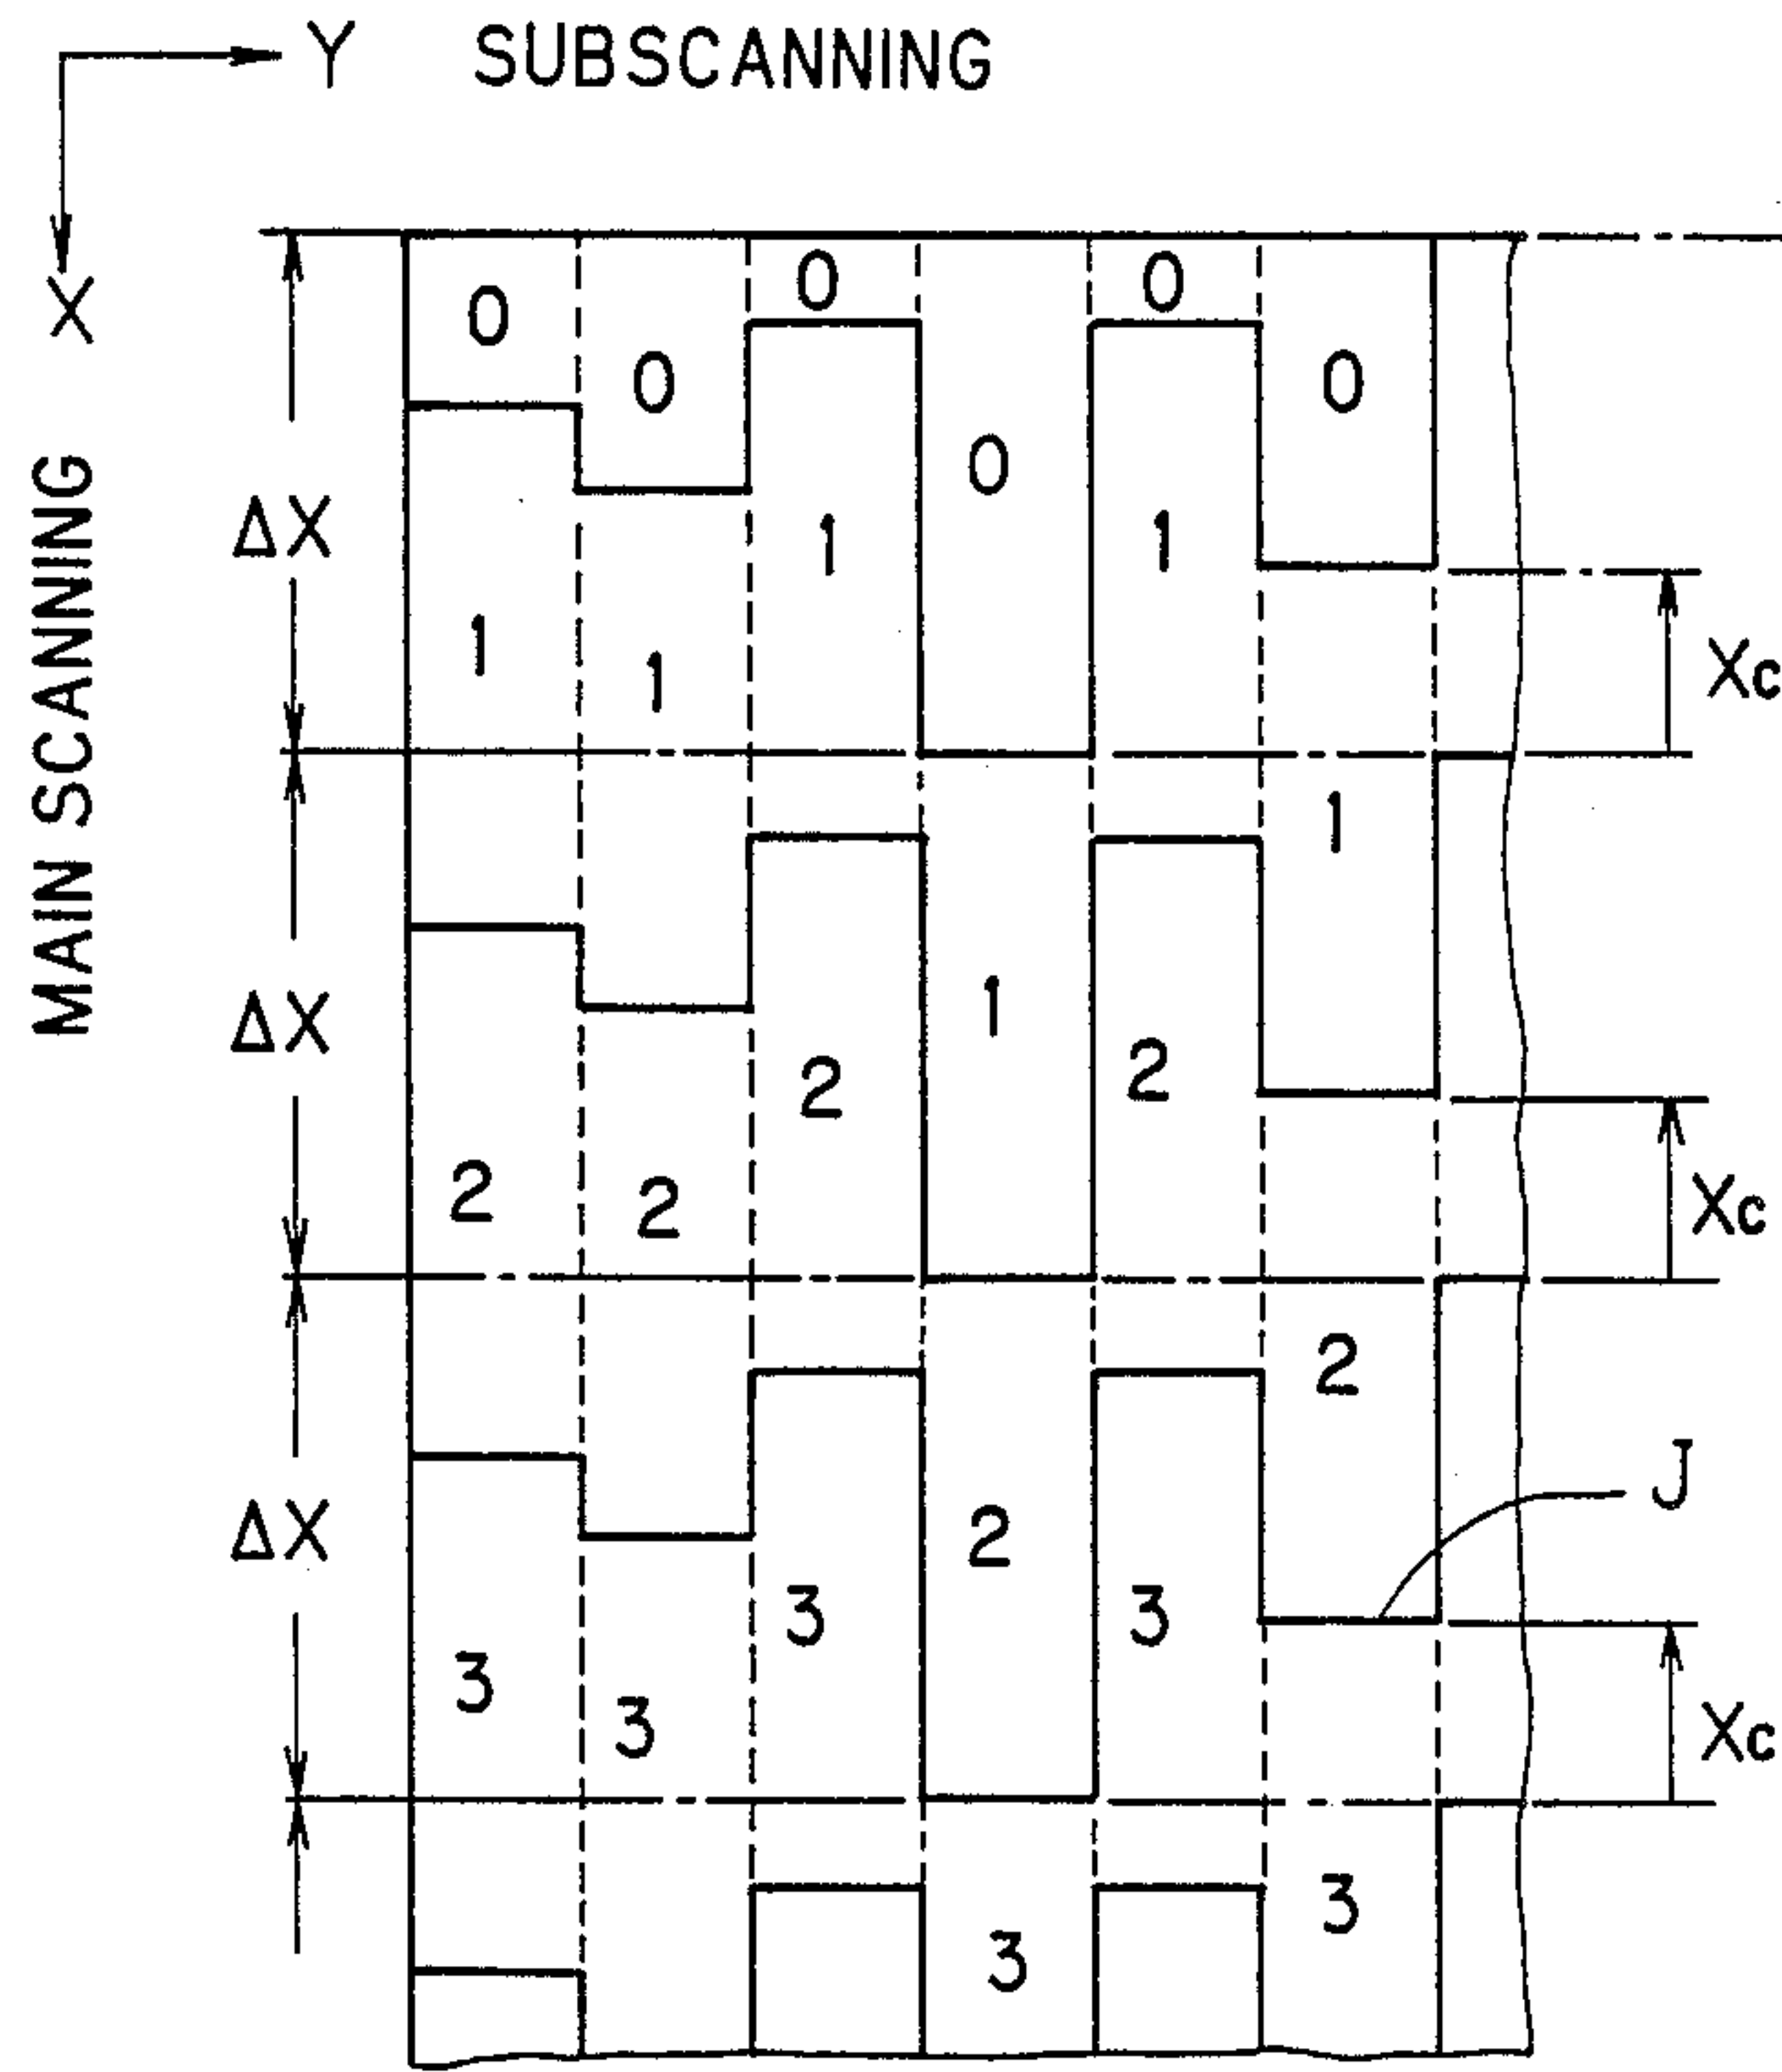 Y SUBSCANNING
X
MAIN SCANNING
0 0 0 0 0 0
ΔX
1 1 1 1
Xc
1
ΔX
1
2 2 2 2
Xc
2
ΔX
2
J
3 3 3 3
Xc
3
3